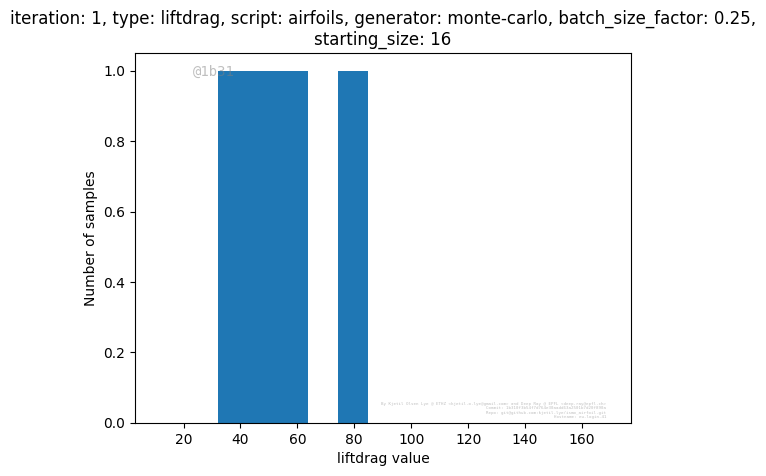 iteration: 1, type: liftdrag, script: airfoils, generator: monte-carlo, batch_size_factor: 0.25,
starting_size: 16
@1b31
1.0
0.8
0.6
0.4
0.2
0.0
Number of samples
20 40 60 80 100 120 140 160
liftdrag value